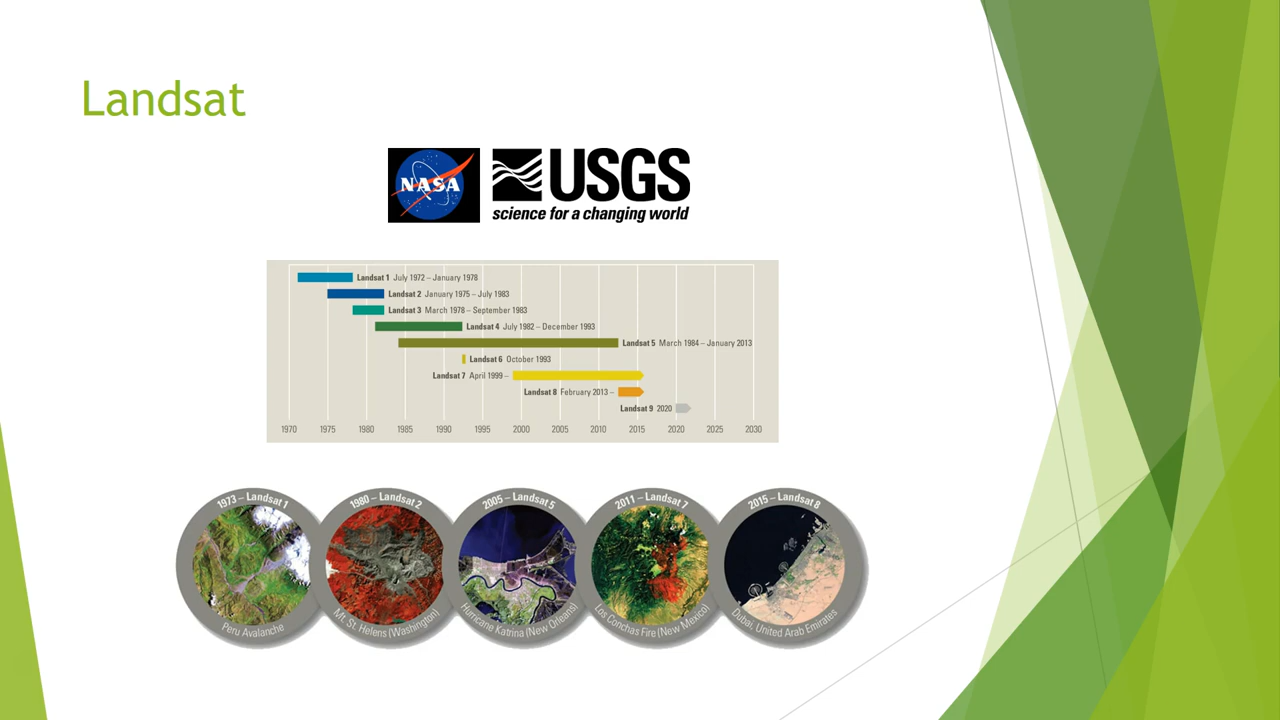 Landsat
NASA
USGS
science for a changing world
Landsat 1 July 1972 – January 1978
Landsat 2 January 1975 – July 1983
Landsat 3 March 1978 – September 1983
Landsat 4 July 1982 – December 1993
Landsat 5 March 1984 – January 2013
Landsat 6 October 1993
Landsat 7 April 1999 –
Landsat 8 February 2013 –
Landsat 9 2020
1970 1975 1980 1985 1990 1995 2000 2005 2010 2015 2020 2025 2030
1973 – Landsat 1
Peru Avalanche
1980 – Landsat 2
Mt. St. Helens (Washington)
2005 – Landsat 5
Hurricane Katrina (New Orleans)
2011 – Landsat 7
Los Conchas Fire (New Mexico)
2015 – Landsat 8
Dubai, United Arab Emirates